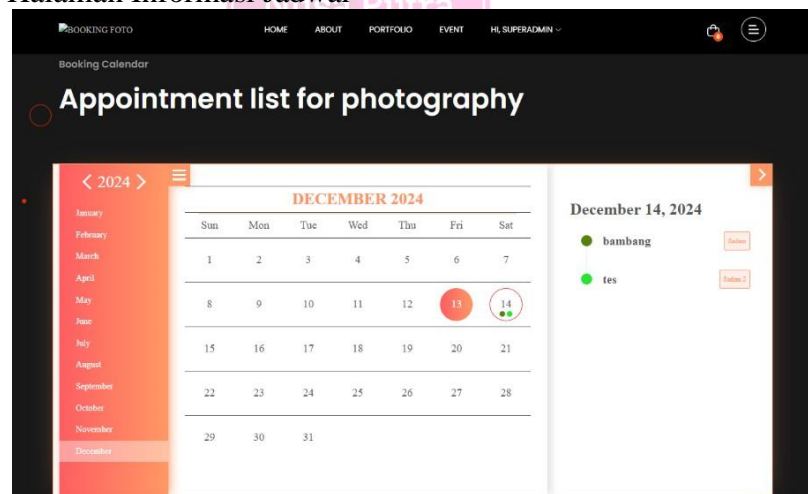 Halaman Informasi Jadwal
BOOKING FOTO
HOME ABOUT PORTFOLIO EVENT HI, SUPERADMIN
Booking Calendar
Appointment list for photography
2024
January
February
March
April
May
June
July
August
September
October
November
December
DECEMBER 2024
Sun Mon Tue Wed Thu Fri Sat
1 2 3 4 5 6 7
8 9 10 11 12 13 14
15 16 17 18 19 20 21
22 23 24 25 26 27 28
29 30 31
December 14, 2024
bambang
tes